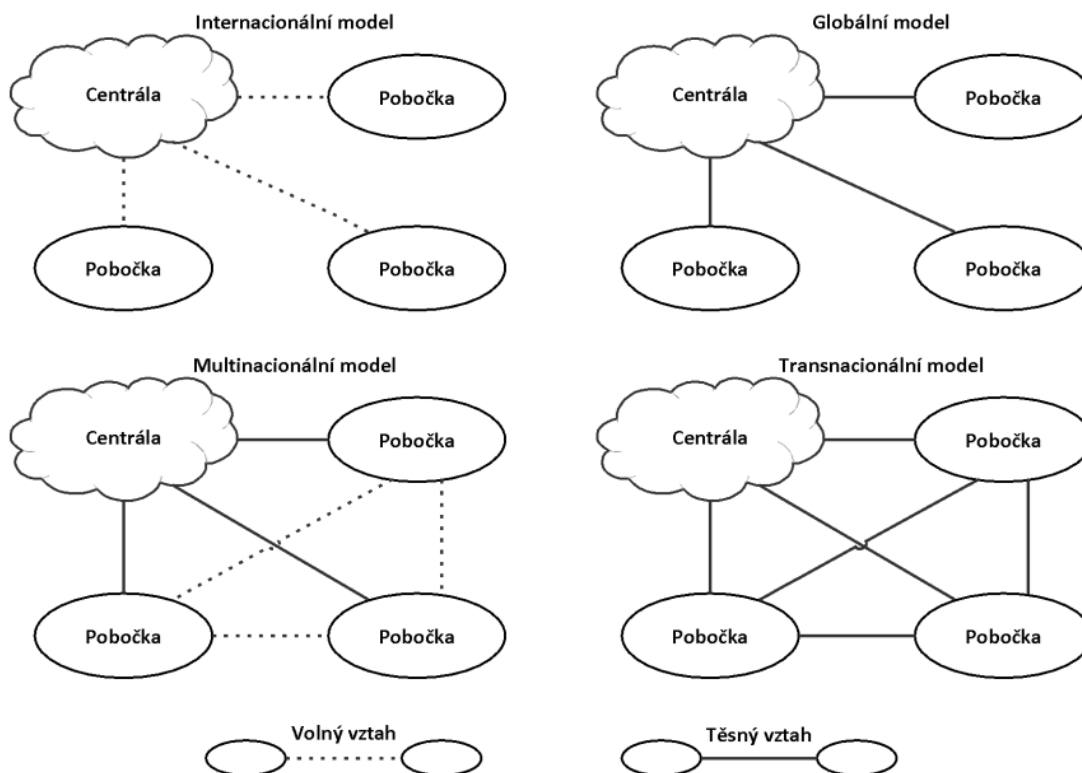 Internacionální model
Globální model
Centrála
Pobočka
Centrála
Pobočka
Pobočka
Pobočka
Pobočka
Pobočka
Multinacionální model
Transnacionální model
Centrála
Pobočka
Centrála
Pobočka
Pobočka
Pobočka
Pobočka
Pobočka
Volný vztah
Těsný vztah